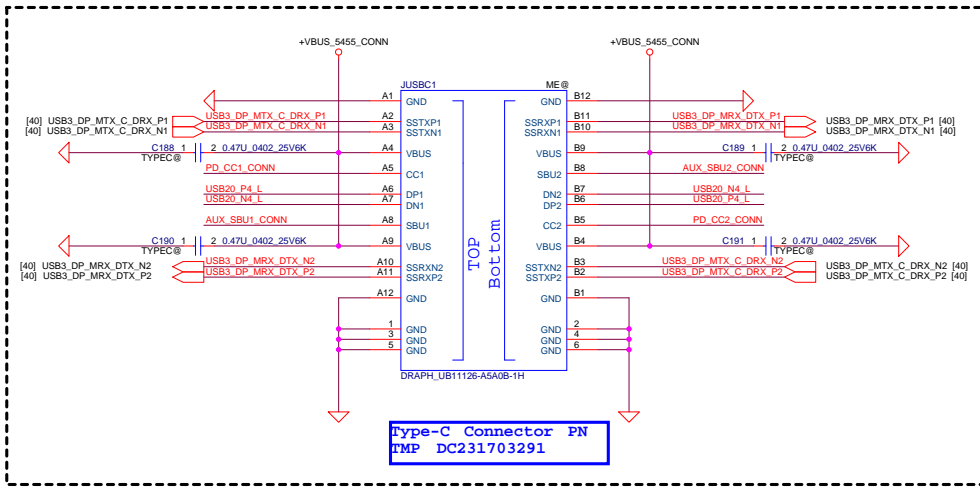 +VBUS_5455_CONN
+VBUS_5455_CONN
JUSBC1
ME@
A1 GND
GND B12
[40] USB3_DP_MTX_C_DRX_P1 USB3_DP_MTX_C_DRX_P1 A2 SSTXP1
SSRXP1 B11 USB3_DP_MRX_DTX_P1 USB3_DP_MRX_DTX_P1 [40]
[40] USB3_DP_MTX_C_DRX_N1 USB3_DP_MTX_C_DRX_N1 A3 SSTXN1
SSRXN1 B10 USB3_DP_MRX_DTX_N1 USB3_DP_MRX_DTX_N1 [40]
C188 1 2 0.47U_0402_25V6K A4 VBUS
VBUS B9 C189 1 2 0.47U_0402_25V6K
TYPEC@
TYPEC@
PD_CC1_CONN A5 CC1
SBU2 B8 AUX_SBU2_CONN
USB20_P4_L A6 DP1
DN2 B7 USB20_N4_L
USB20_N4_L A7 DN1
DP2 B6 USB20_P4_L
AUX_SBU1_CONN A8 SBU1
CC2 B5 PD_CC2_CONN
C190 1 2 0.47U_0402_25V6K A9 VBUS
VBUS B4 C191 1 2 0.47U_0402_25V6K
TYPEC@
TYPEC@
[40] USB3_DP_MRX_DTX_N2 USB3_DP_MRX_DTX_N2 A10 SSRXN2
SSTXN2 B3 USB3_DP_MTX_C_DRX_N2 USB3_DP_MTX_C_DRX_N2 [40]
[40] USB3_DP_MRX_DTX_P2 USB3_DP_MRX_DTX_P2 A11 SSRXP2
SSTXP2 B2 USB3_DP_MTX_C_DRX_P2 USB3_DP_MTX_C_DRX_P2 [40]
A12 GND
GND B1
1 GND
GND 2
3 GND
GND 4
5 GND
GND 6
TOP
Bottom
DRAPH_UB11126-A5A0B-1H
Type-C Connector PN
TMP DC231703291